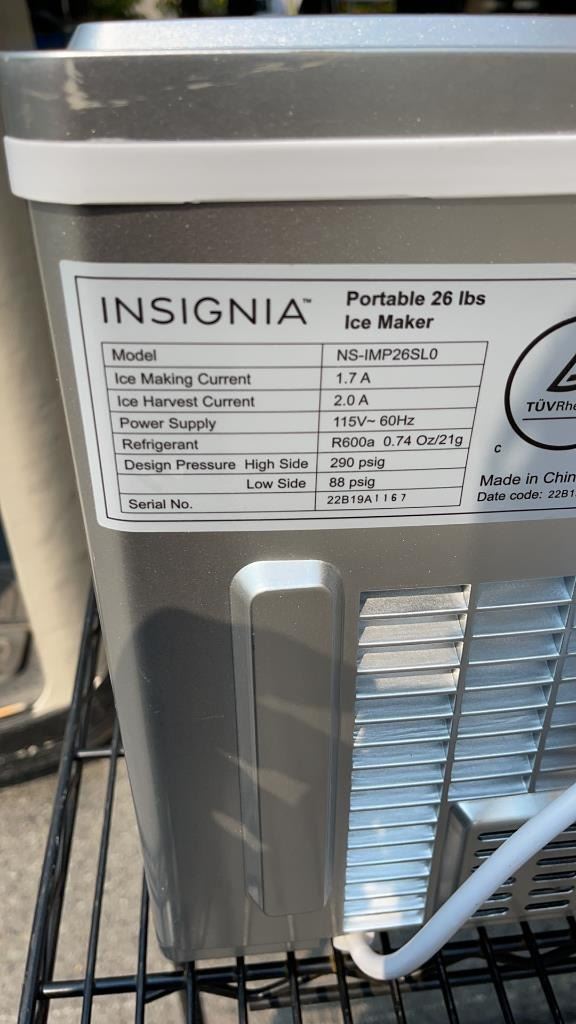 INSIGNIA™
Portable 26 lbs
Ice Maker
Model NS-IMP26SL0
Ice Making Current 1.7 A
Ice Harvest Current 2.0 A
Power Supply 115V~ 60Hz
Refrigerant R600a 0.74 Oz/21g
Design Pressure High Side 290 psig
Low Side 88 psig
Serial No. 22B19A1167
TÜVRhe
c
Made in Chin
Date code: 22B1